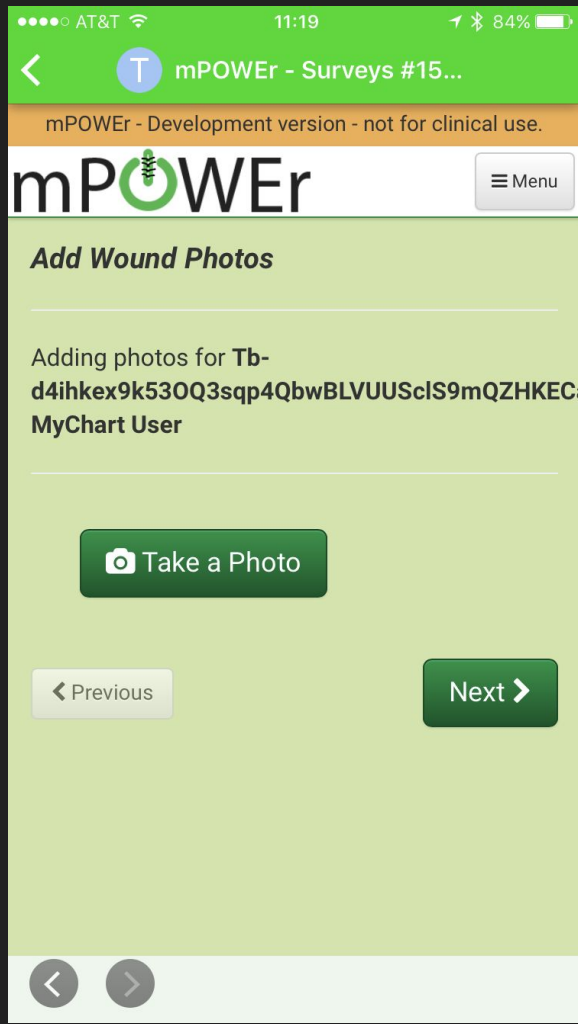 AT&T 11:19 84%
T mPOWEr - Surveys #15...
mPOWEr - Development version - not for clinical use.
mPOWEr
Menu
Add Wound Photos
Adding photos for Tb-
d4ihkex9k53OQ3sqp4QbwBLVUUSclS9mQZHKECa
MyChart User
Take a Photo
Previous
Next